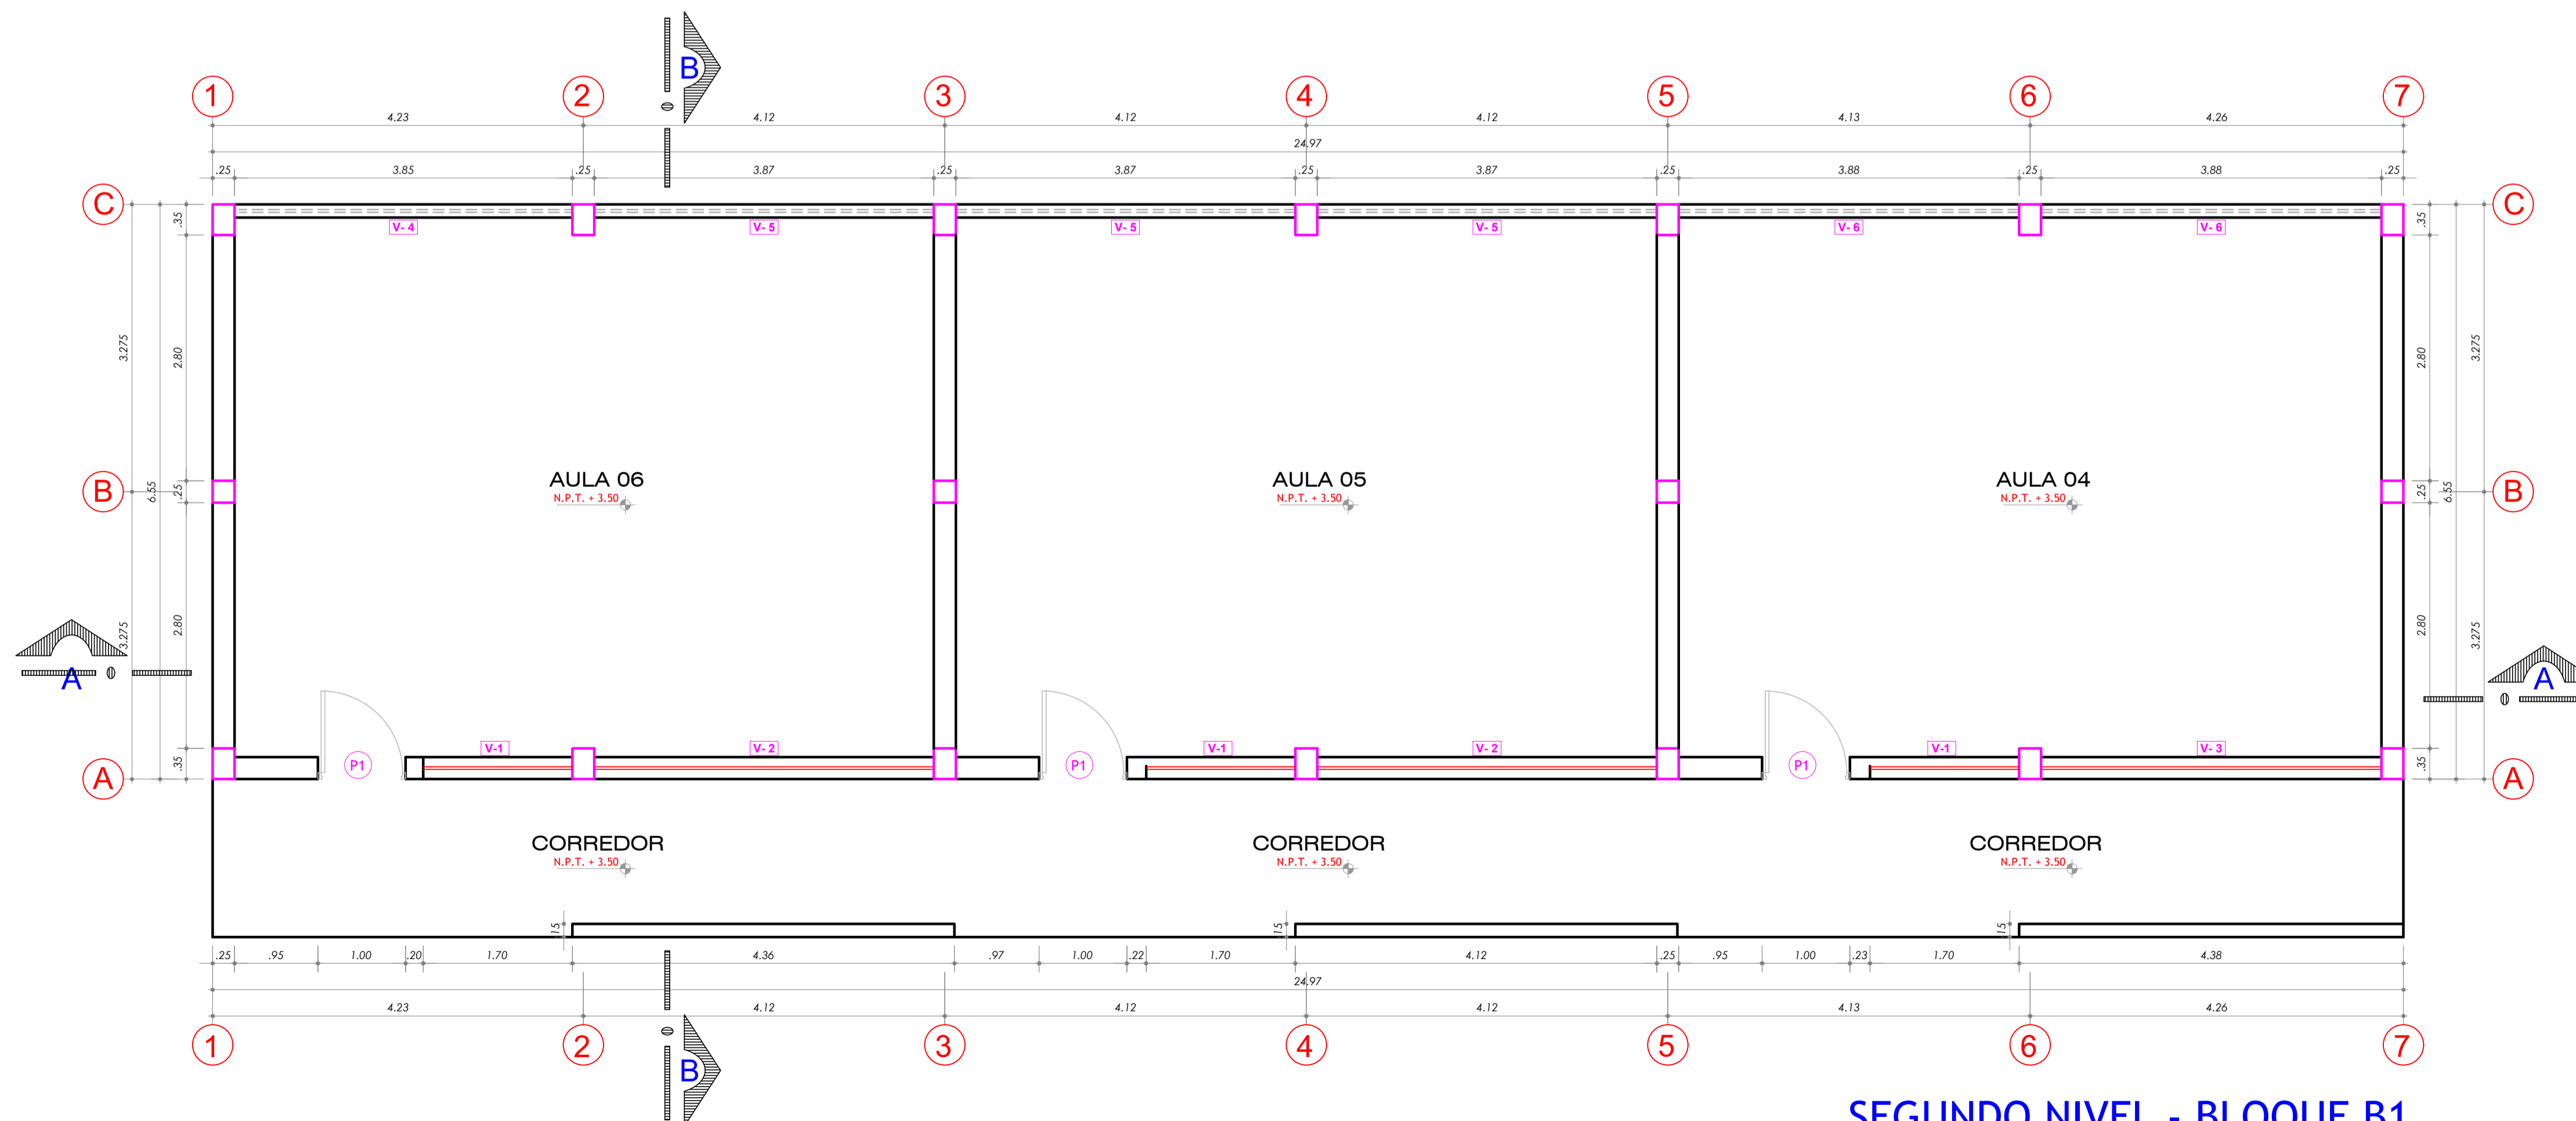 B
1 2 3 4 5 6 7
4.23 4.12 4.12 4.12 4.13 4.26
24.97
.25 3.85 .25 3.87 .25 3.87 .25 3.87 .25 3.88 .25 3.88 .25
C .35 .35 C
V- 4 V- 5 V- 5 V- 5 V- 6 V- 6
3.275 2.80 2.80 3.275
AULA 06 AULA 05 AULA 04
B 6.55 .25 N.P.T. + 3.50 N.P.T. + 3.50 N.P.T. + 3.50 .25 6.55 B
3.275 2.80 2.80 3.275
A A
V-1 V- 2 V-1 V- 2 V-1 V- 3
P1 P1 P1
A .35 .35 A
CORREDOR CORREDOR CORREDOR
N.P.T. + 3.50 N.P.T. + 3.50 N.P.T. + 3.50
15 15 15
.25 .95 1.00 .20 1.70 4.36 .97 1.00 .22 1.70 4.12 .25 .95 1.00 .23 1.70 4.38
24.97
4.23 4.12 4.12 4.12 4.13 4.26
1 2 3 4 5 6 7
B
SEGUNDO NIVEL - BLOQUE B1